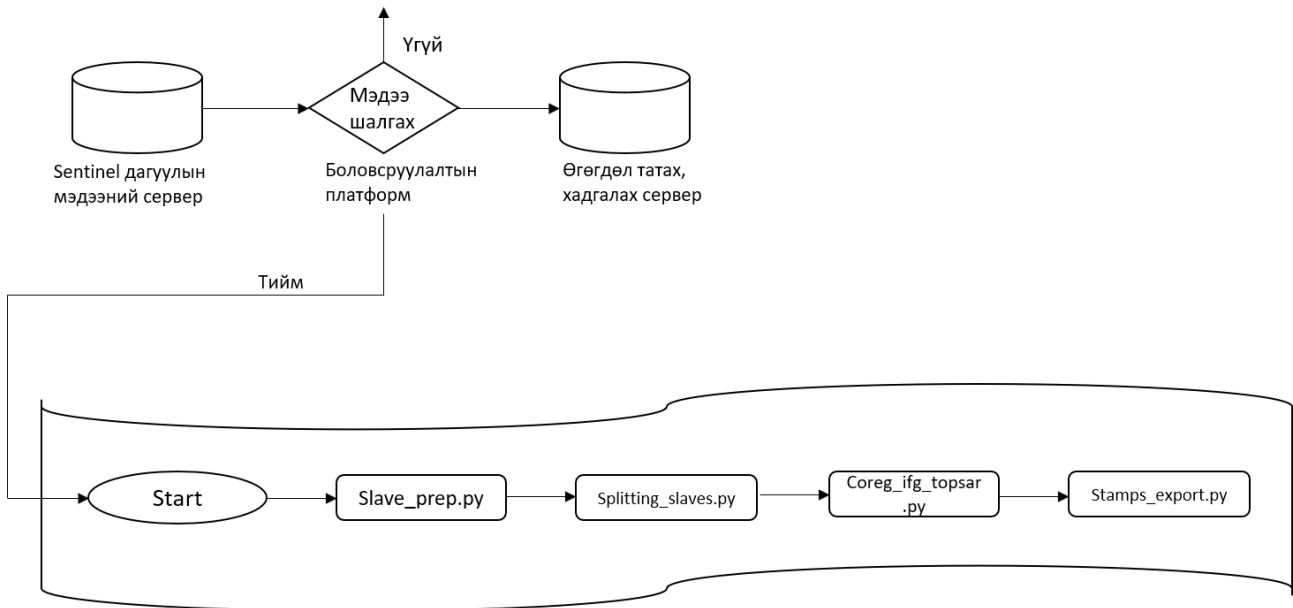 Үгүй
Мэдээ
шалгах
Sentinel дагуулын
мэдээний сервер
Боловсруулалтын
платформ
Өгөгдөл татах,
хадгалах сервер
Тийм
Start
Slave_prep.py
Splitting_slaves.py
Coreg_ifg_topsar
.py
Stamps_export.py